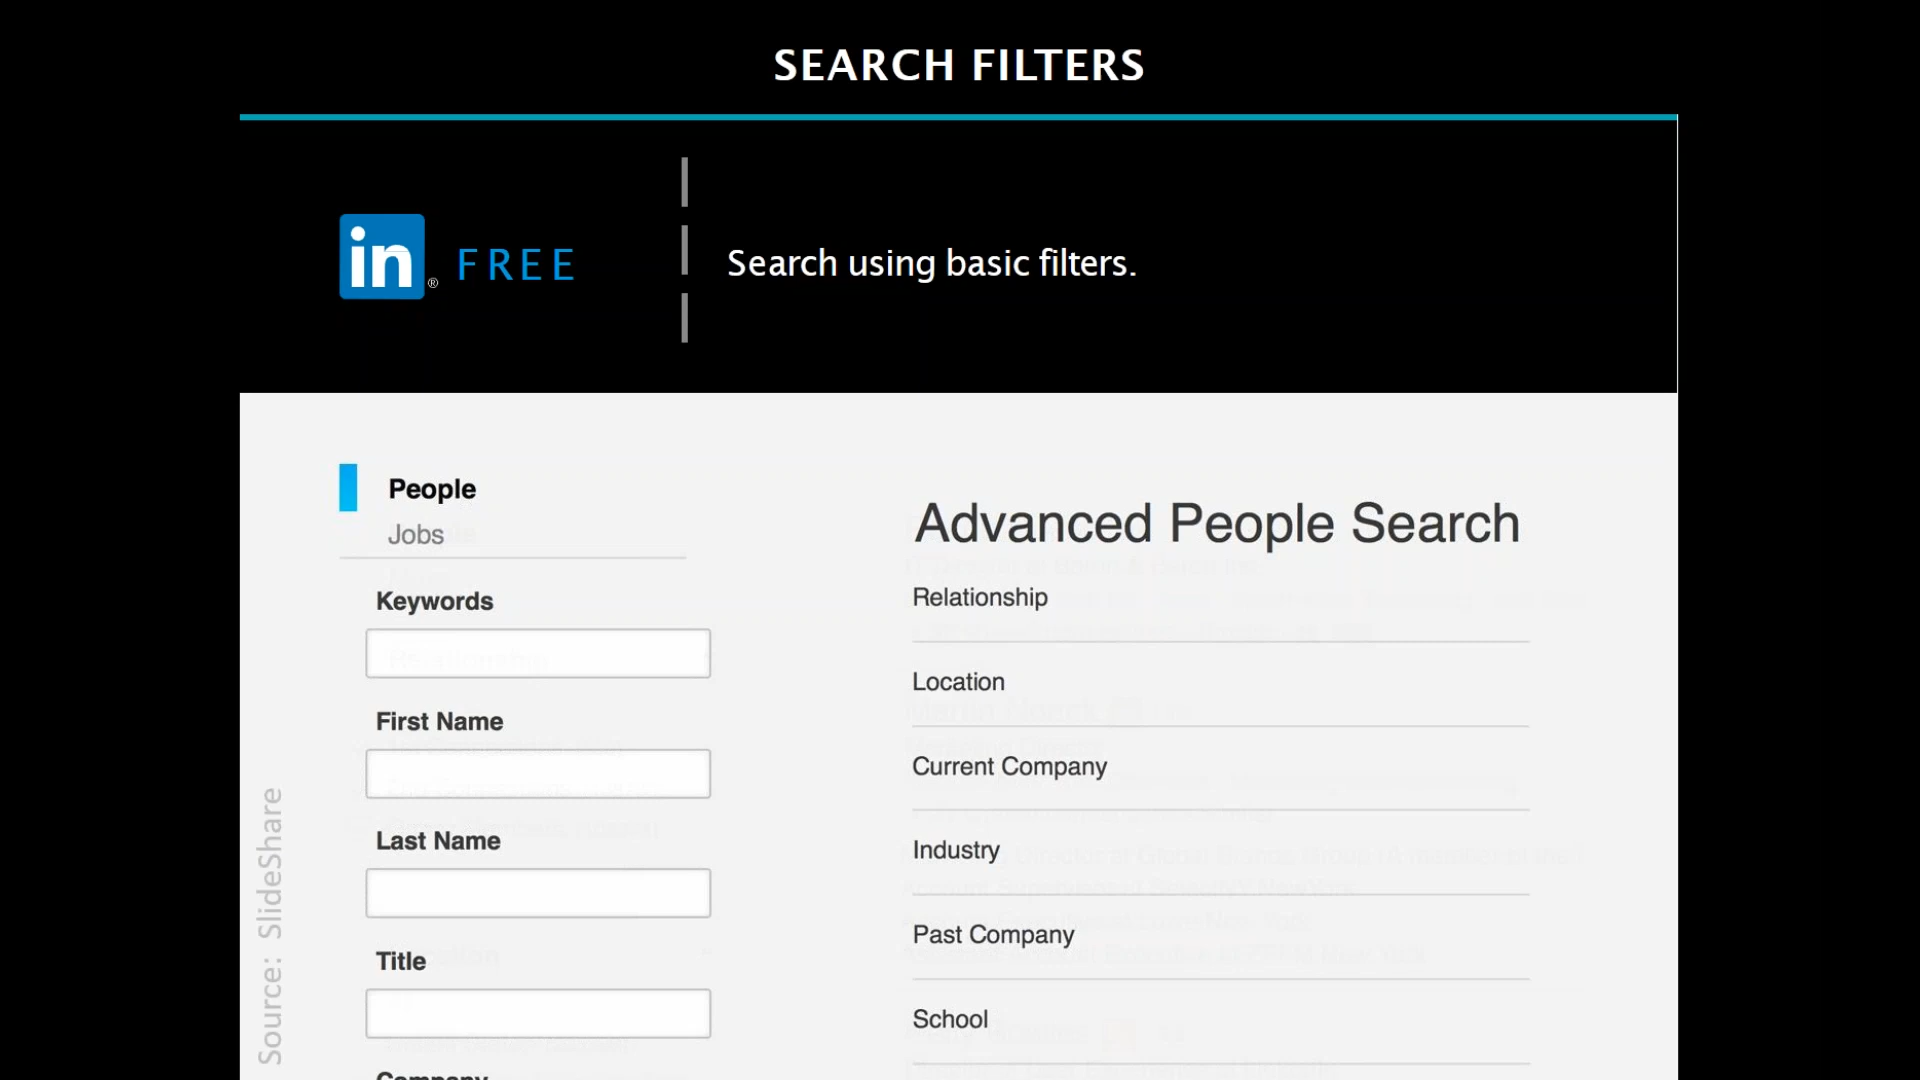 SEARCH FILTERS
in® FREE
Search using basic filters.
People
Jobs
Keywords
First Name
Last Name
Title
Company
Advanced People Search
Relationship
Location
Current Company
Industry
Past Company
School
Source: SlideShare